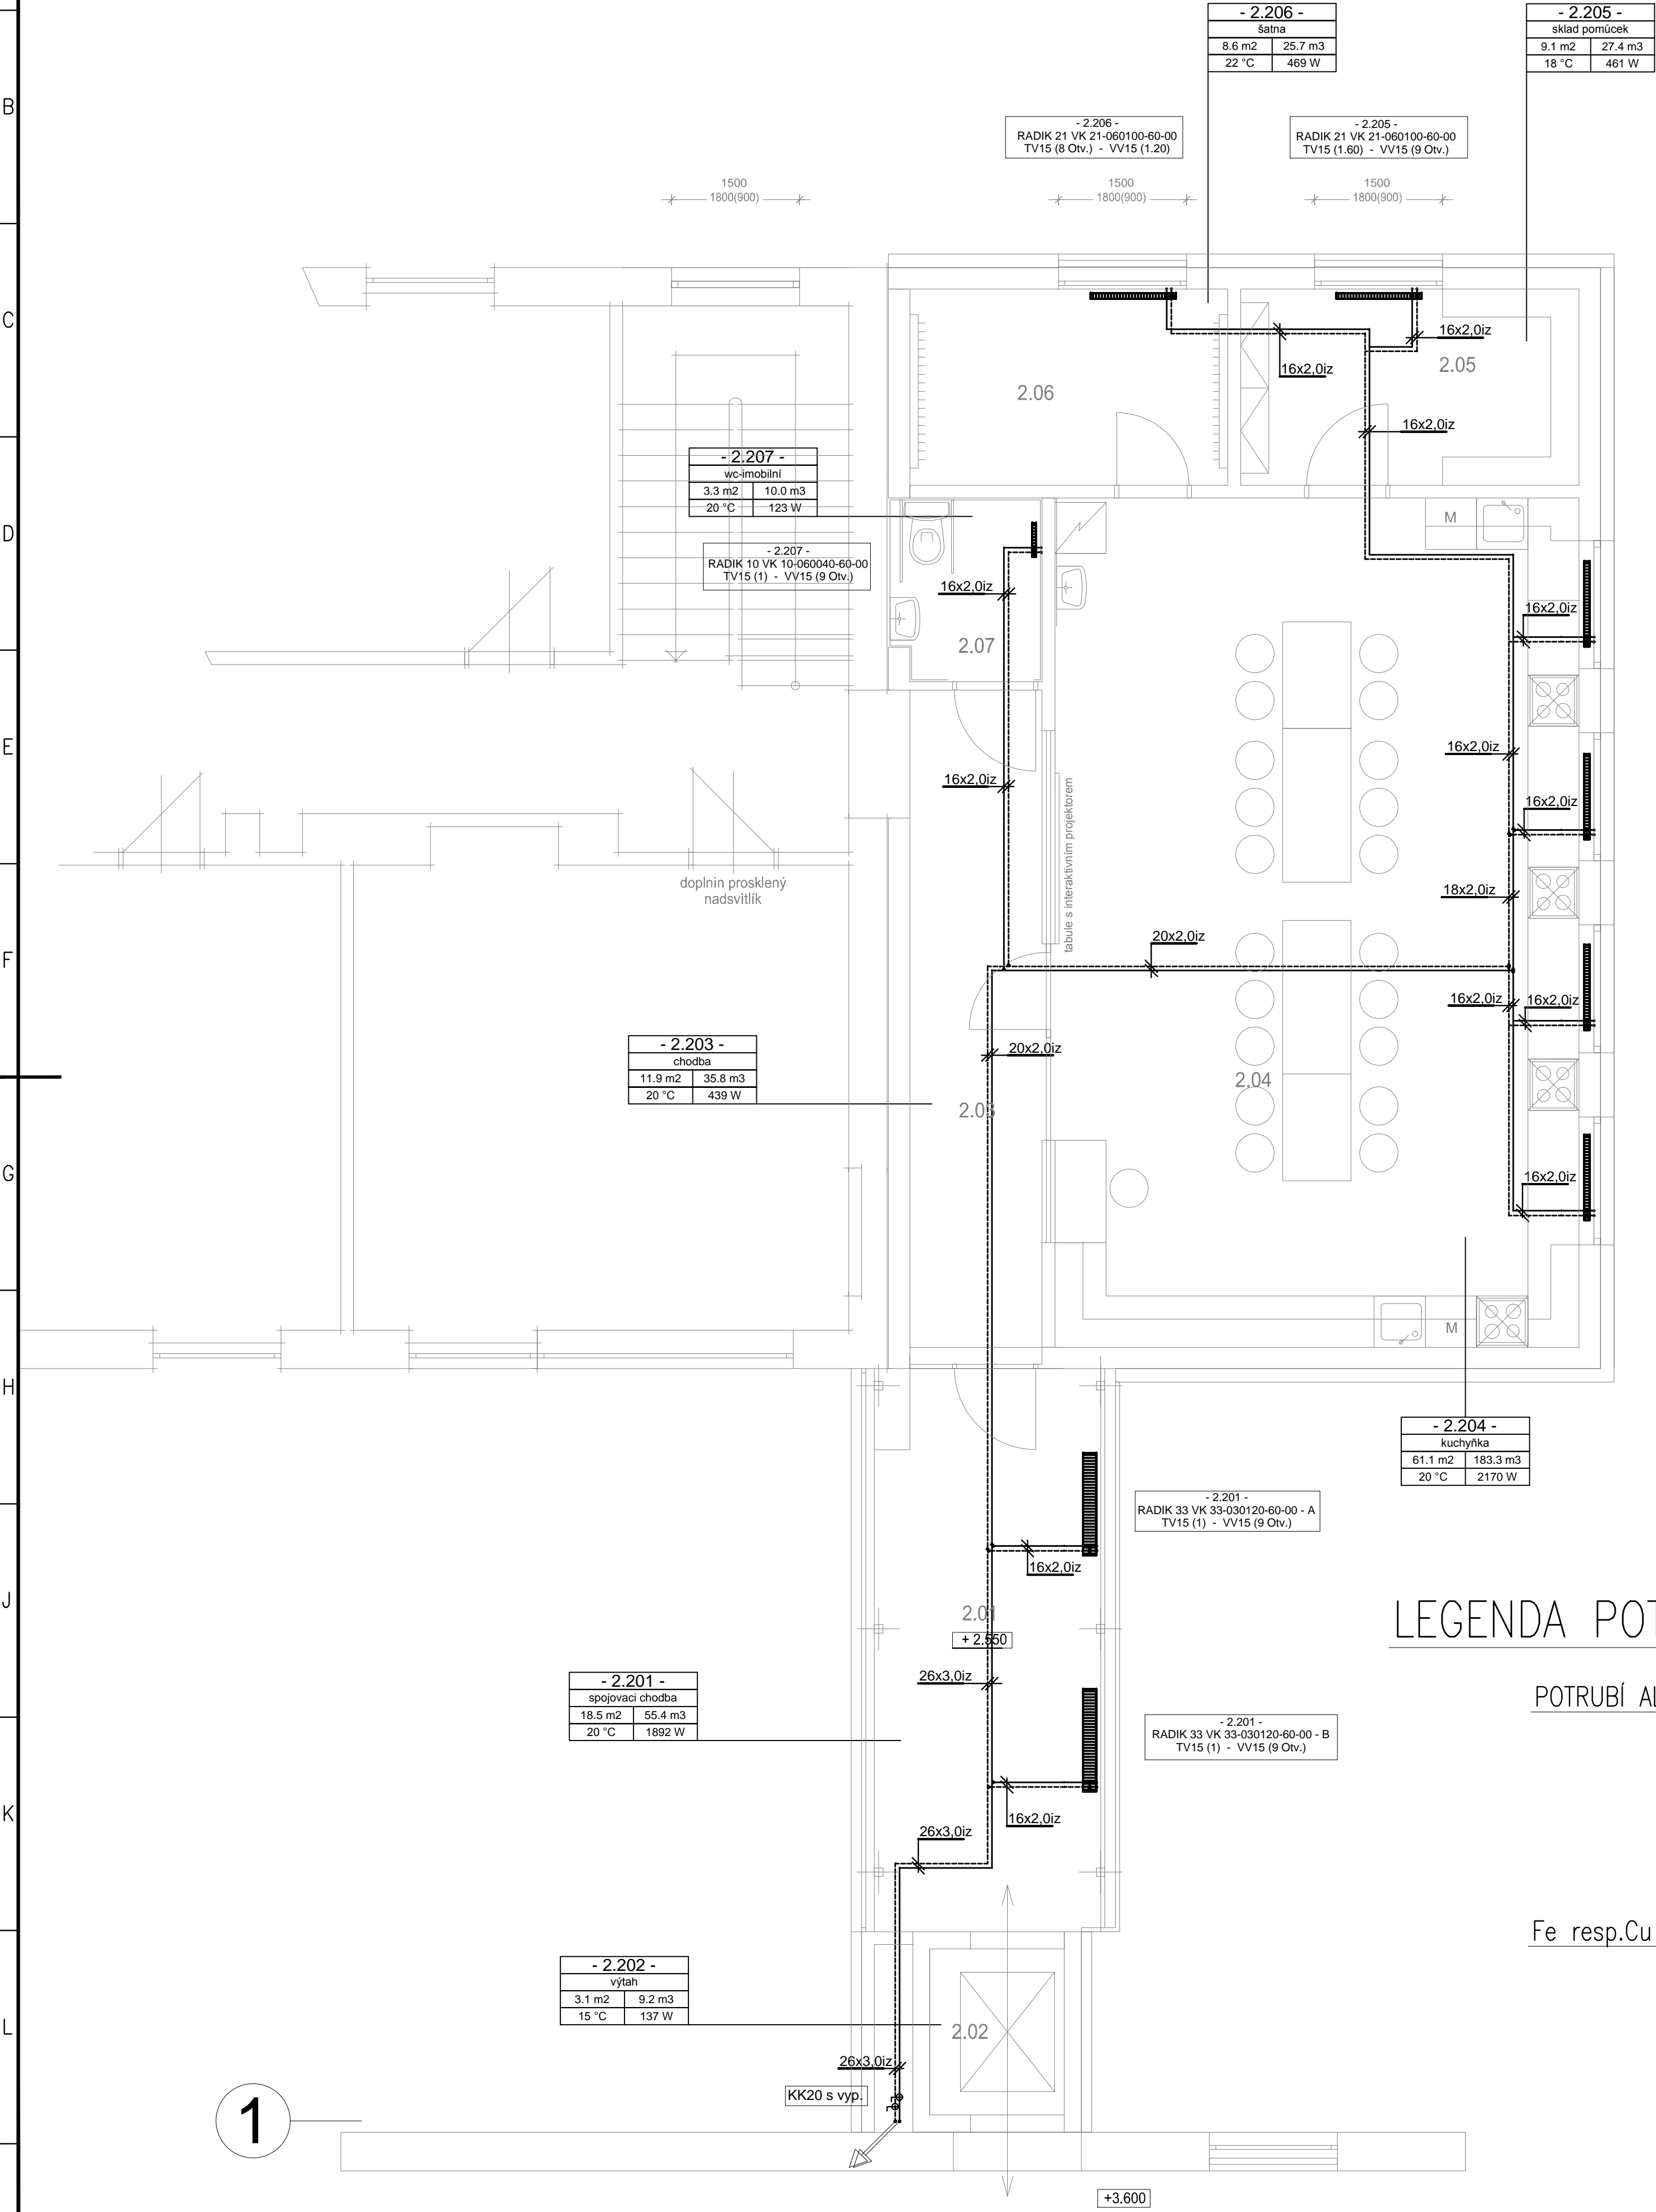 - 2.206 -
šatna
8.6 m2 25.7 m3
22 °C 469 W
- 2.205 -
sklad pomùcek
9.1 m2 27.4 m3
18 °C 461 W
B
- 2.206 -
RADIK 21 VK 21-060100-60-00
TV15 (8 Otv.) - VV15 (1.20)
- 2.205 -
RADIK 21 VK 21-060100-60-00
TV15 (1.60) - VV15 (9 Otv.)
1500
1800(900)
1500
1800(900)
1500
1800(900)
C
16x2,0iz
16x2,0iz
2.05
2.06
16x2,0iz
- 2.207 -
wc-imobilní
3.3 m2 10.0 m3
20 °C 123 W
D
M
- 2.207 -
RADIK 10 VK 10-060040-60-00
TV15 (1) - VV15 (9 Otv.)
16x2,0iz
16x2,0iz
2.07
E
16x2,0iz
16x2,0iz
16x2,0iz
tabule s interaktivním projektorem
doplnìn prosklený
nadsvìtlík
18x2,0iz
F
20x2,0iz
16x2,0iz
16x2,0iz
- 2.203 -
chodba
11.9 m2 35.8 m3
20 °C 439 W
20x2,0iz
2.04
2.03
G
16x2,0iz
M
H
- 2.204 -
kuchyňka
61.1 m2 183.3 m3
20 °C 2170 W
- 2.201 -
RADIK 33 VK 33-030120-60-00 - A
TV15 (1) - VV15 (9 Otv.)
16x2,0iz
J
2.01
+ 2.550
LEGENDA POT
- 2.201 -
spojovaci chodba
18.5 m2 55.4 m3
20 °C 1892 W
26x3,0iz
POTRUBÍ AL
- 2.201 -
RADIK 33 VK 33-030120-60-00 - B
TV15 (1) - VV15 (9 Otv.)
K
16x2,0iz
26x3,0iz
Fe resp.Cu
- 2.202 -
výtah
3.1 m2 9.2 m3
15 °C 137 W
L
2.02
26x3,0iz
KK20 s vyp.
1
+3.600